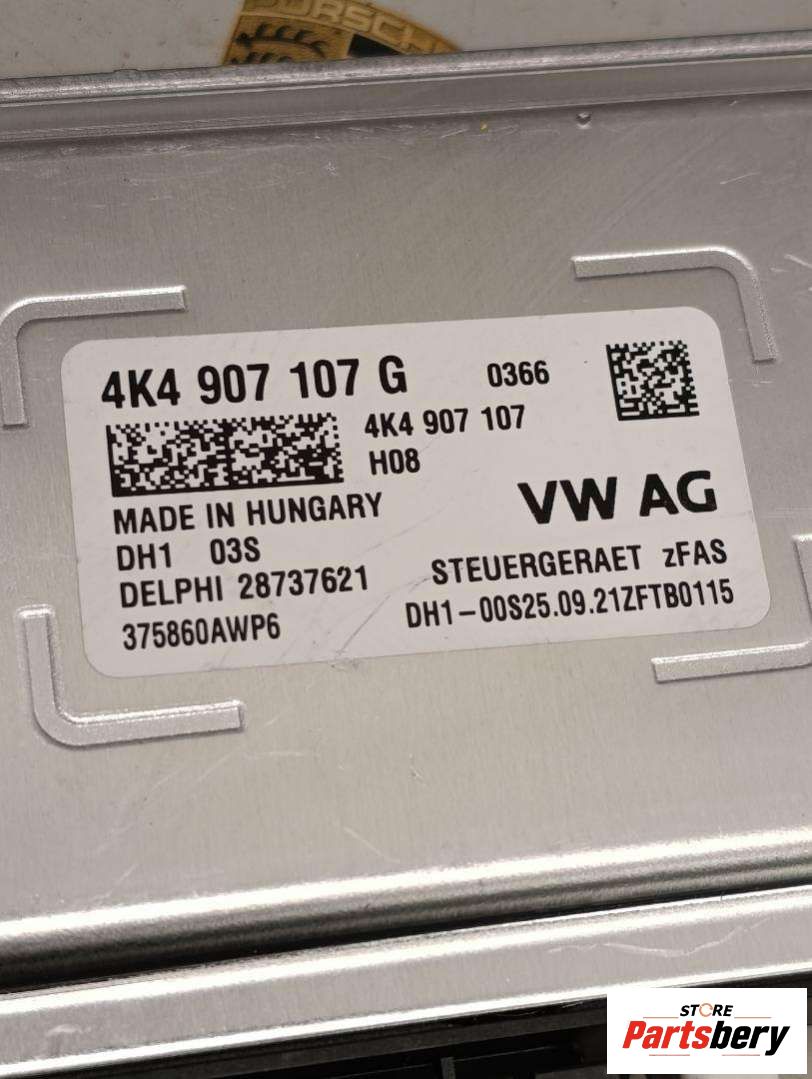 PORSCHE
4K4 907 107 G 0366
4K4 907 107
H08
MADE IN HUNGARY
VW AG
DH1 03S
STEUERGERAET zFAS
DELPHI 28737621
DH1-00S25.09.21ZFTB0115
375860AWP6
STORE
Partsbery